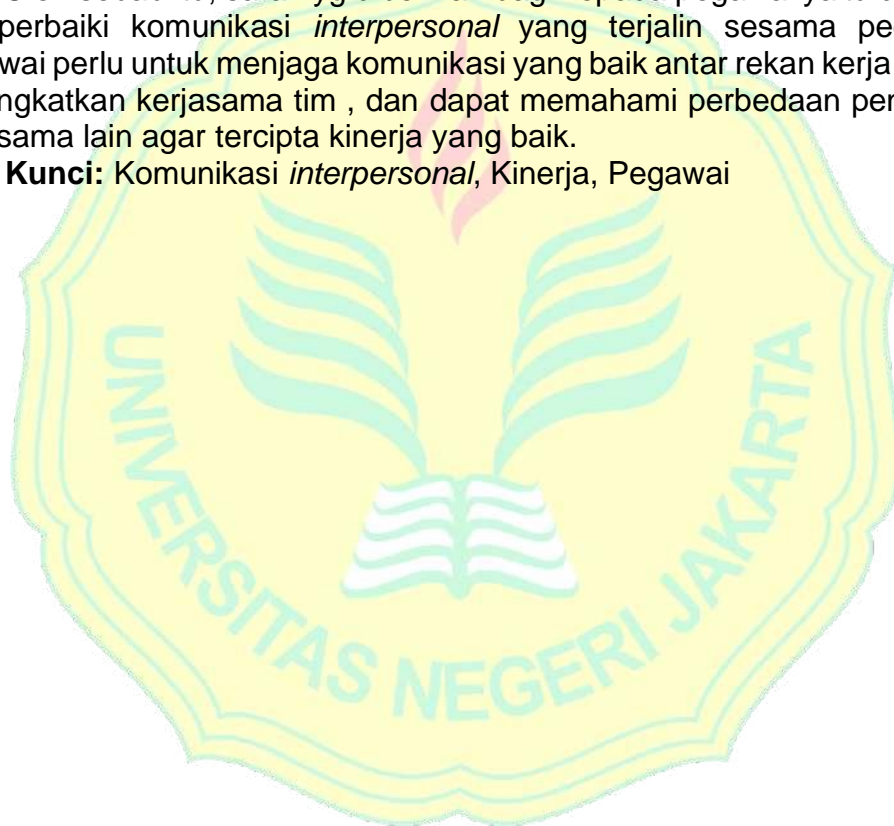 perbaiki komunikasi interpersonal yang terjalin sesama pe
wai perlu untuk menjaga komunikasi yang baik antar rekan kerja
ngkatkan kerjasama tim , dan dapat memahami perbedaan per
sama lain agar tercipta kinerja yang baik.
Kunci: Komunikasi interpersonal, Kinerja, Pegawai
UNIVERSITAS NEGERI JAKARTA